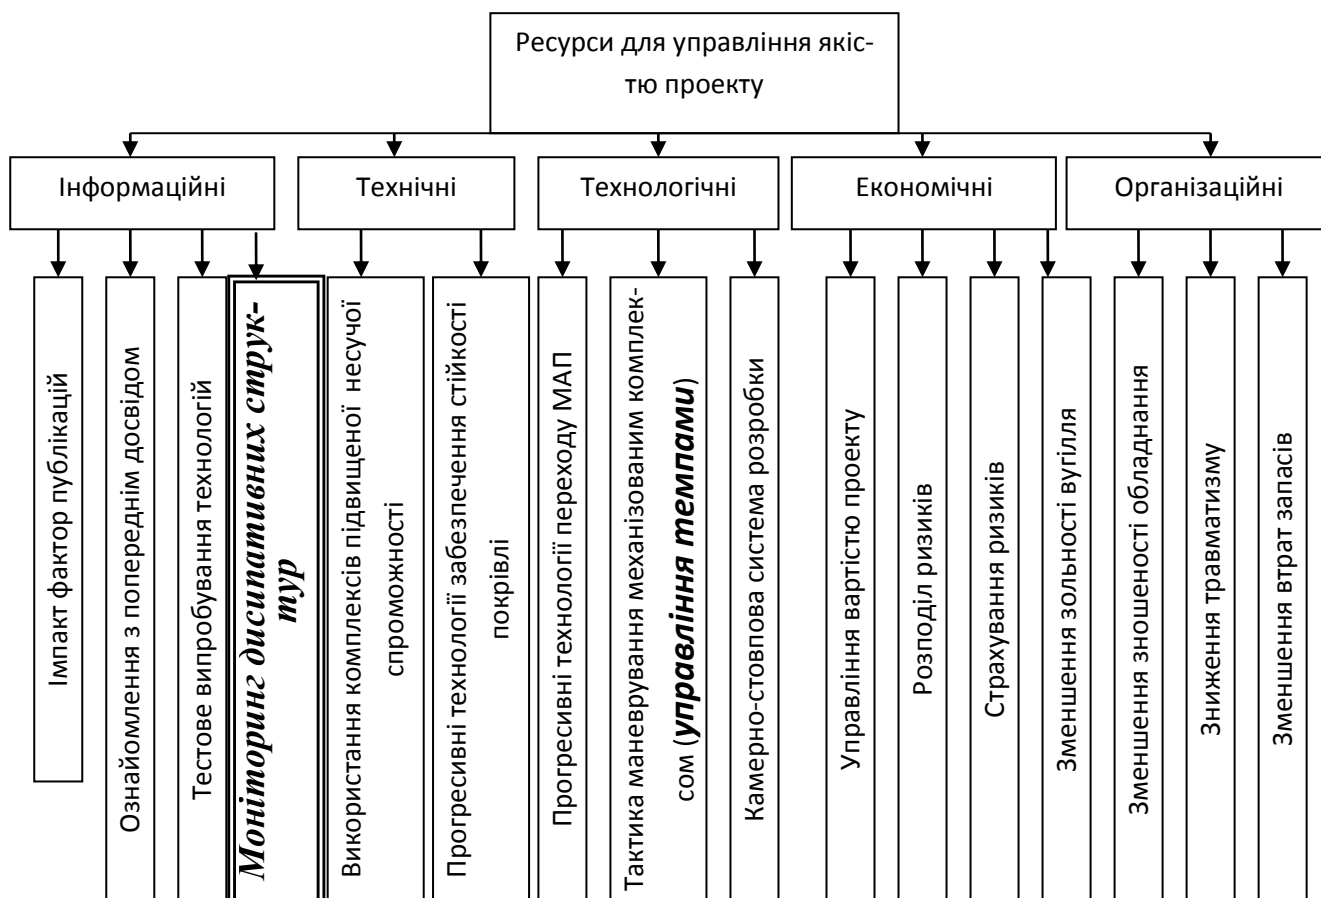 Ресурси для управління якіс-
тю проекту
Інформаційні
Технічні
Технологічні
Економічні
Організаційні
Імпакт фактор публікацій
Ознайомлення з попереднім досвідом
Тестове випробування технологій
Моніторинг дисипативних струк-
тур
Використання комплексів підвищеної несучої
спроможності
Прогресивні технології забезпечення стійкості
покрівлі
Прогресивні технології переходу МАП
Тактика маневрування механізованим комплек-
сом (управління темпами)
Камерно-стовпова система розробки
Управління вартістю проекту
Розподіл ризиків
Страхування ризиків
Зменшення зольності вугілля
Зменшення зношеності обладнання
Зниження травматизму
Зменшення втрат запасів